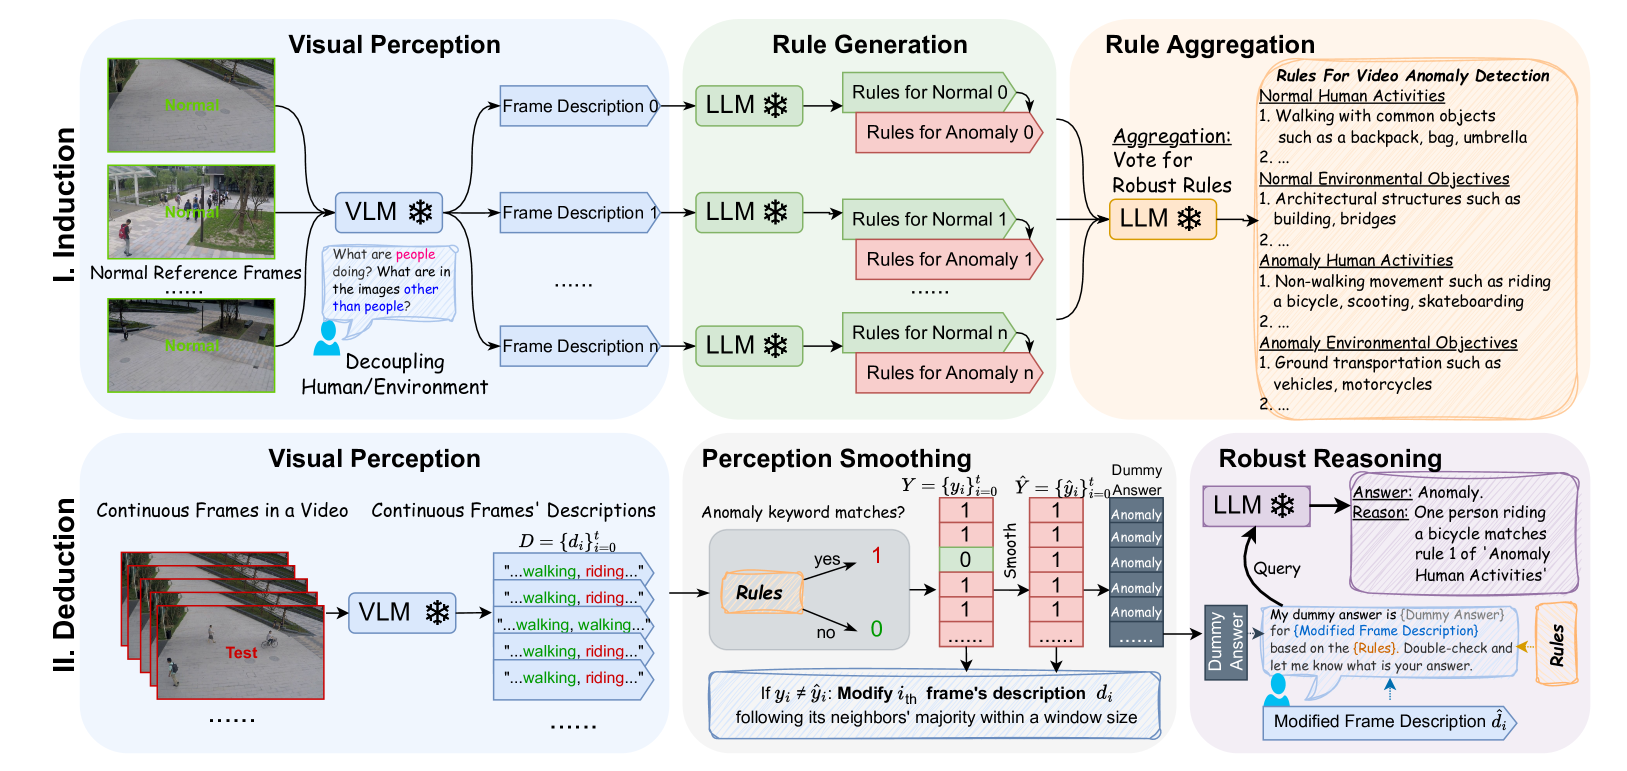 I. Induction
Visual Perception
Normal
Normal
Normal Reference Frames
......
Normal
VLM
What are people
doing? What are in
the images other
than people?
Decoupling
Human/Environment
Frame Description 0
Frame Description 1
......
Frame Description n
Rule Generation
LLM
Rules for Normal 0
Rules for Anomaly 0
LLM
Rules for Normal 1
Rules for Anomaly 1
......
LLM
Rules for Normal n
Rules for Anomaly n
Rule Aggregation
Aggregation:
Vote for
Robust Rules
LLM
Rules For Video Anomaly Detection
Normal Human Activities
1. Walking with common objects
such as a backpack, bag, umbrella
2. ...
Normal Environmental Objectives
1. Architectural structures such as
building, bridges
2. ...
Anomaly Human Activities
1. Non-walking movement such as riding
a bicycle, scooting, skateboarding
2. ...
Anomaly Environmental Objectives
1. Ground transportation such as
vehicles, motorcycles
2. ...
II. Deduction
Visual Perception
Continuous Frames in a Video
Test
......
VLM
Continuous Frames' Descriptions
D = {d_i}_{i=0}^t
"...walking, riding..."
"...walking, riding..."
"...walking, walking..."
"...walking, riding..."
"...walking, riding..."
......
Perception Smoothing
Anomaly keyword matches?
Rules
yes
1
no
0
Y = {y_i}_{i=0}^t
1
1
0
1
1
......
Smooth
Ŷ = {ŷ_i}_{i=0}^t
1
1
1
1
1
......
Dummy
Answer
Anomaly
Anomaly
Anomaly
Anomaly
Anomaly
......
If y_i ≠ ŷ_i: Modify i_th frame's description d_i
following its neighbors' majority within a window size
Robust Reasoning
LLM
Answer: Anomaly.
Reason: One person riding
a bicycle matches
rule 1 of 'Anomaly
Human Activities'
Query
Dummy
Answer
My dummy answer is {Dummy Answer}
for {Modified Frame Description}
based on the {Rules}. Double-check and
let me know what is your answer.
Rules
Modified Frame Description d̂_i